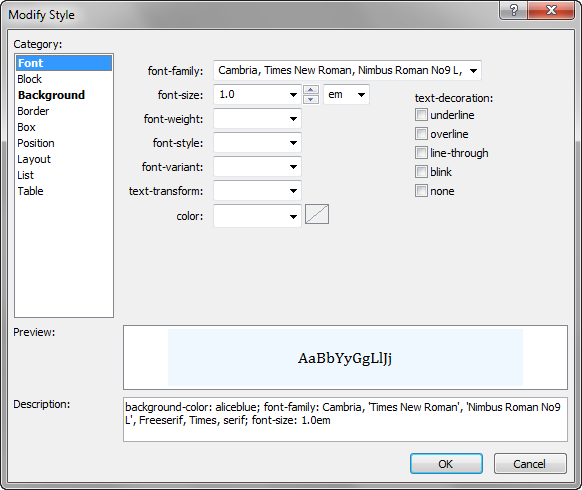 Modify Style
Category:
Font
Block
Background
Border
Box
Position
Layout
List
Table
font-family: Cambria, Times New Roman, Nimbus Roman No9 L,
font-size: 1.0 em
font-weight:
font-style:
font-variant:
text-transform:
color:
text-decoration:
underline
overline
line-through
blink
none
Preview:
AaBbYyGgLlJj
Description:
background-color: aliceblue; font-family: Cambria, 'Times New Roman', 'Nimbus Roman No9
L', Freeserif, Times, serif; font-size: 1.0em
OK Cancel